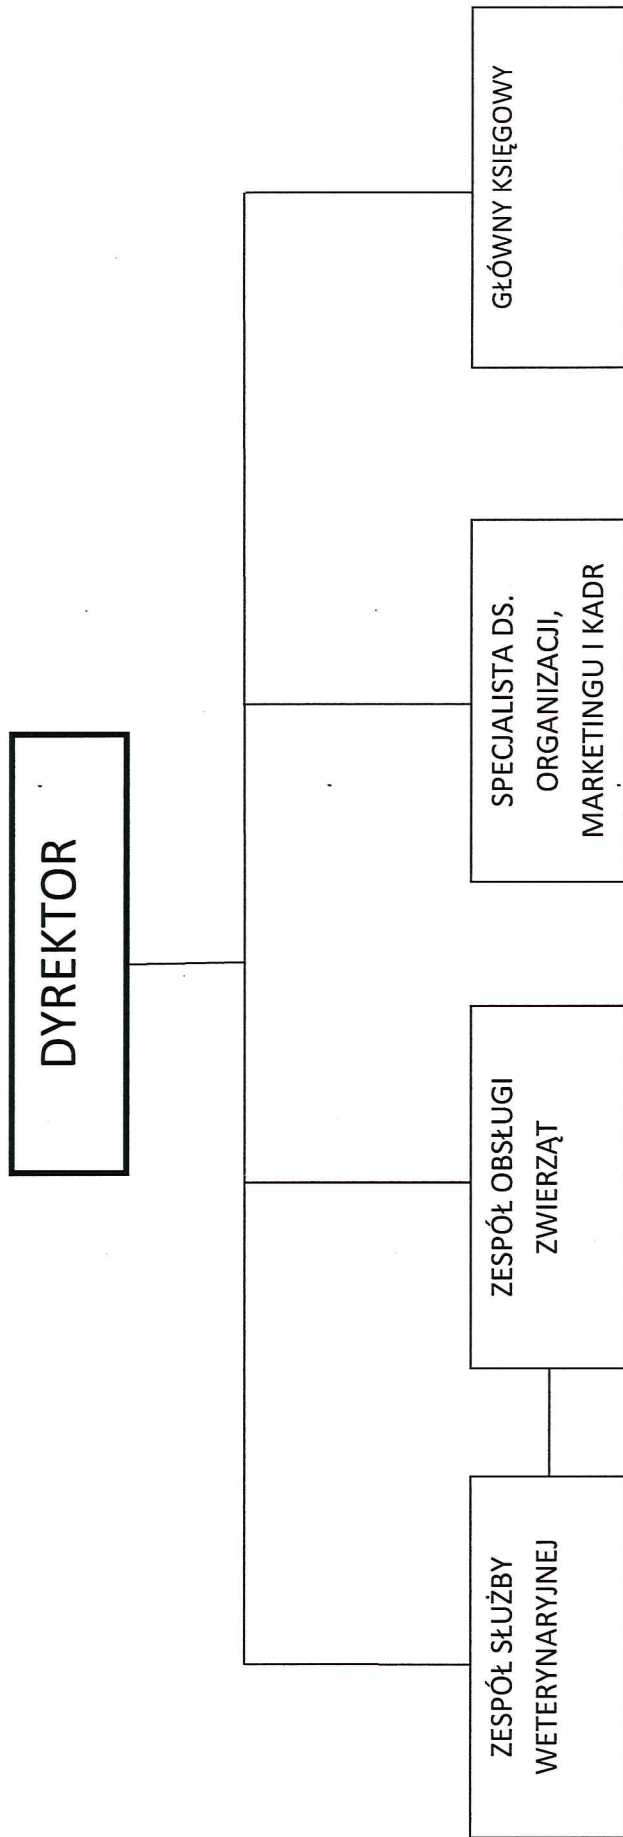 DYREKTOR
ZESPÓŁ SŁUŻBY
WETERYNARYJNEJ
ZESPÓŁ OBSŁUGI
ZWIERZĄT
SPECJALISTA DS.
ORGANIZACJI,
MARKETINGU I KADR
GŁÓWNY KSIĘGOWY